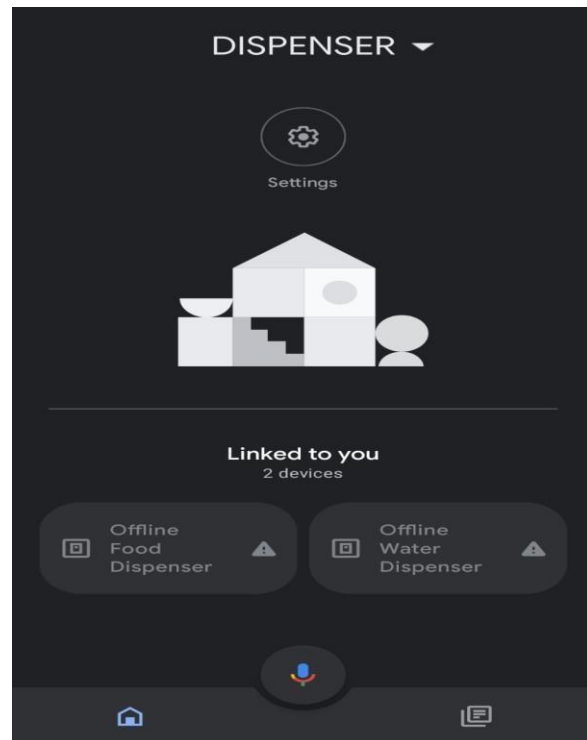 DISPENSER
Settings
Linked to you
2 devices
Offline
Food
Dispenser
Offline
Water
Dispenser